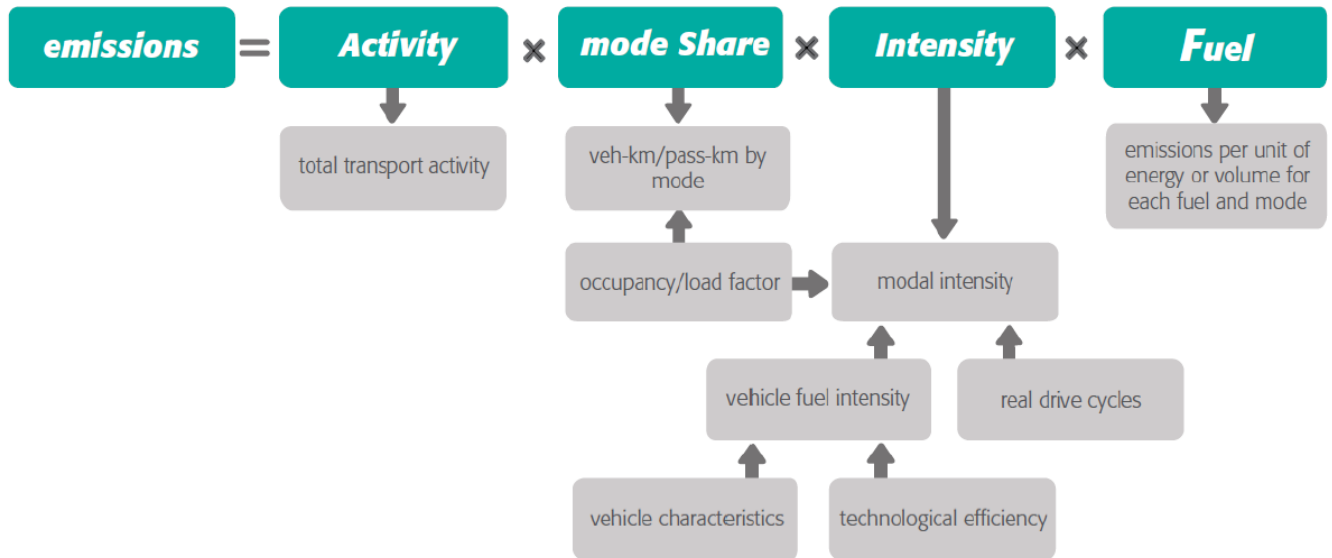 emissions = Activity × mode Share × Intensity × Fuel
total transport activity
veh-km/pass-km by
mode
emissions per unit of
energy or volume for
each fuel and mode
occupancy/load factor
modal intensity
vehicle fuel intensity
real drive cycles
vehicle characteristics
technological efficiency